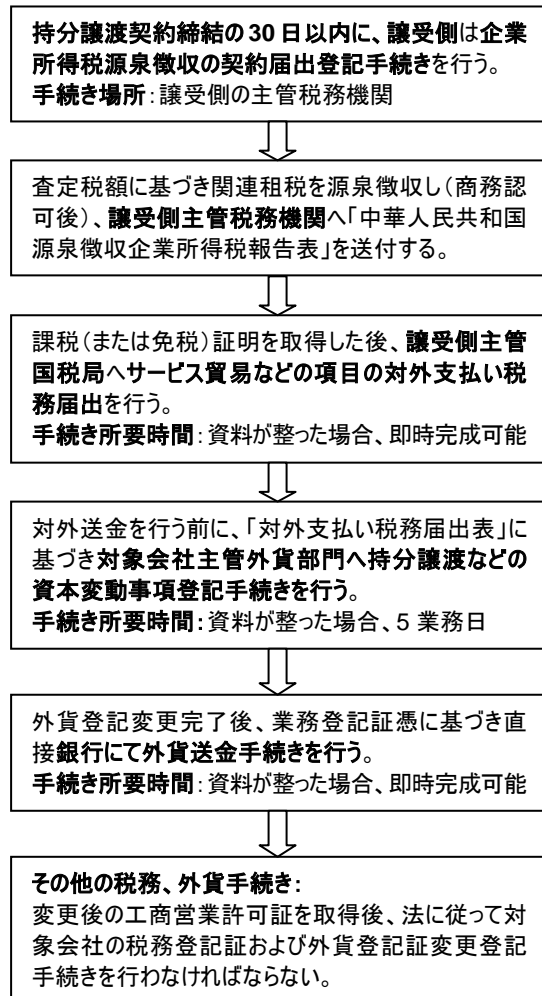 持分譲渡契約締結の 30 日以内に、譲受側は企業
所得税源泉徴収の契約届出登記手続きを行う。
手続き場所：譲受側の主管税務機関
査定税額に基づき関連租税を源泉徴収し（商務認
可後）、譲受側主管税務機関へ「中華人民共和国
源泉徴収企業所得税報告表」を送付する。
課税（または免税）証明を取得した後、譲受側主管
国税局へサービス貿易などの項目の対外支払い税
務届出を行う。
手続き所要時間：資料が整った場合、即時完成可能
対外送金を行う前に、「対外支払い税務届出表」に
基づき対象会社主管外貨部門へ持分譲渡などの
資本変動事項登記手続きを行う。
手続き所要時間：資料が整った場合、5 業務日
外貨登記変更完了後、業務登記証憑に基づき直
接銀行にて外貨送金手続きを行う。
手続き所要時間：資料が整った場合、即時完成可能
その他の税務、外貨手続き：
変更後の工商営業許可証を取得後、法に従って対
象会社の税務登記証および外貨登記証変更登記
手続きを行わなければならない。